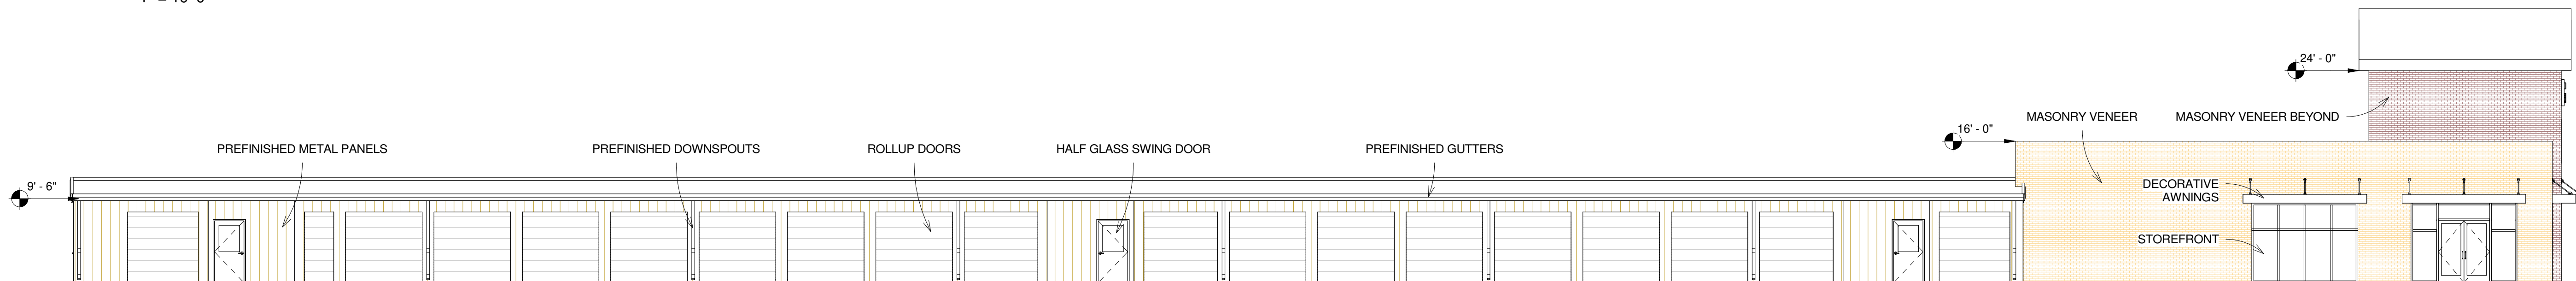 24' - 0"
MASONRY VENEER
MASONRY VENEER BEYOND
16' - 0"
PREFINISHED METAL PANELS
PREFINISHED DOWNSPOUTS
ROLLUP DOORS
HALF GLASS SWING DOOR
PREFINISHED GUTTERS
9' - 6"
DECORATIVE
AWNINGS
STOREFRONT